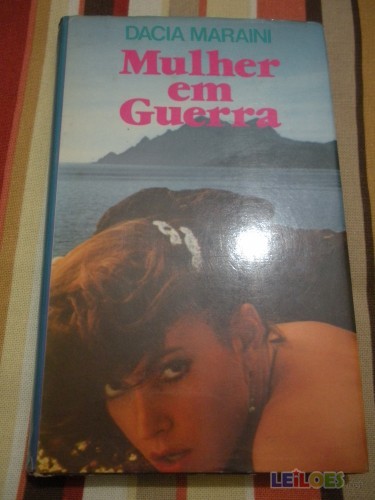 DACIA MARAINI
Mulher
em
Guerra
LEILOES